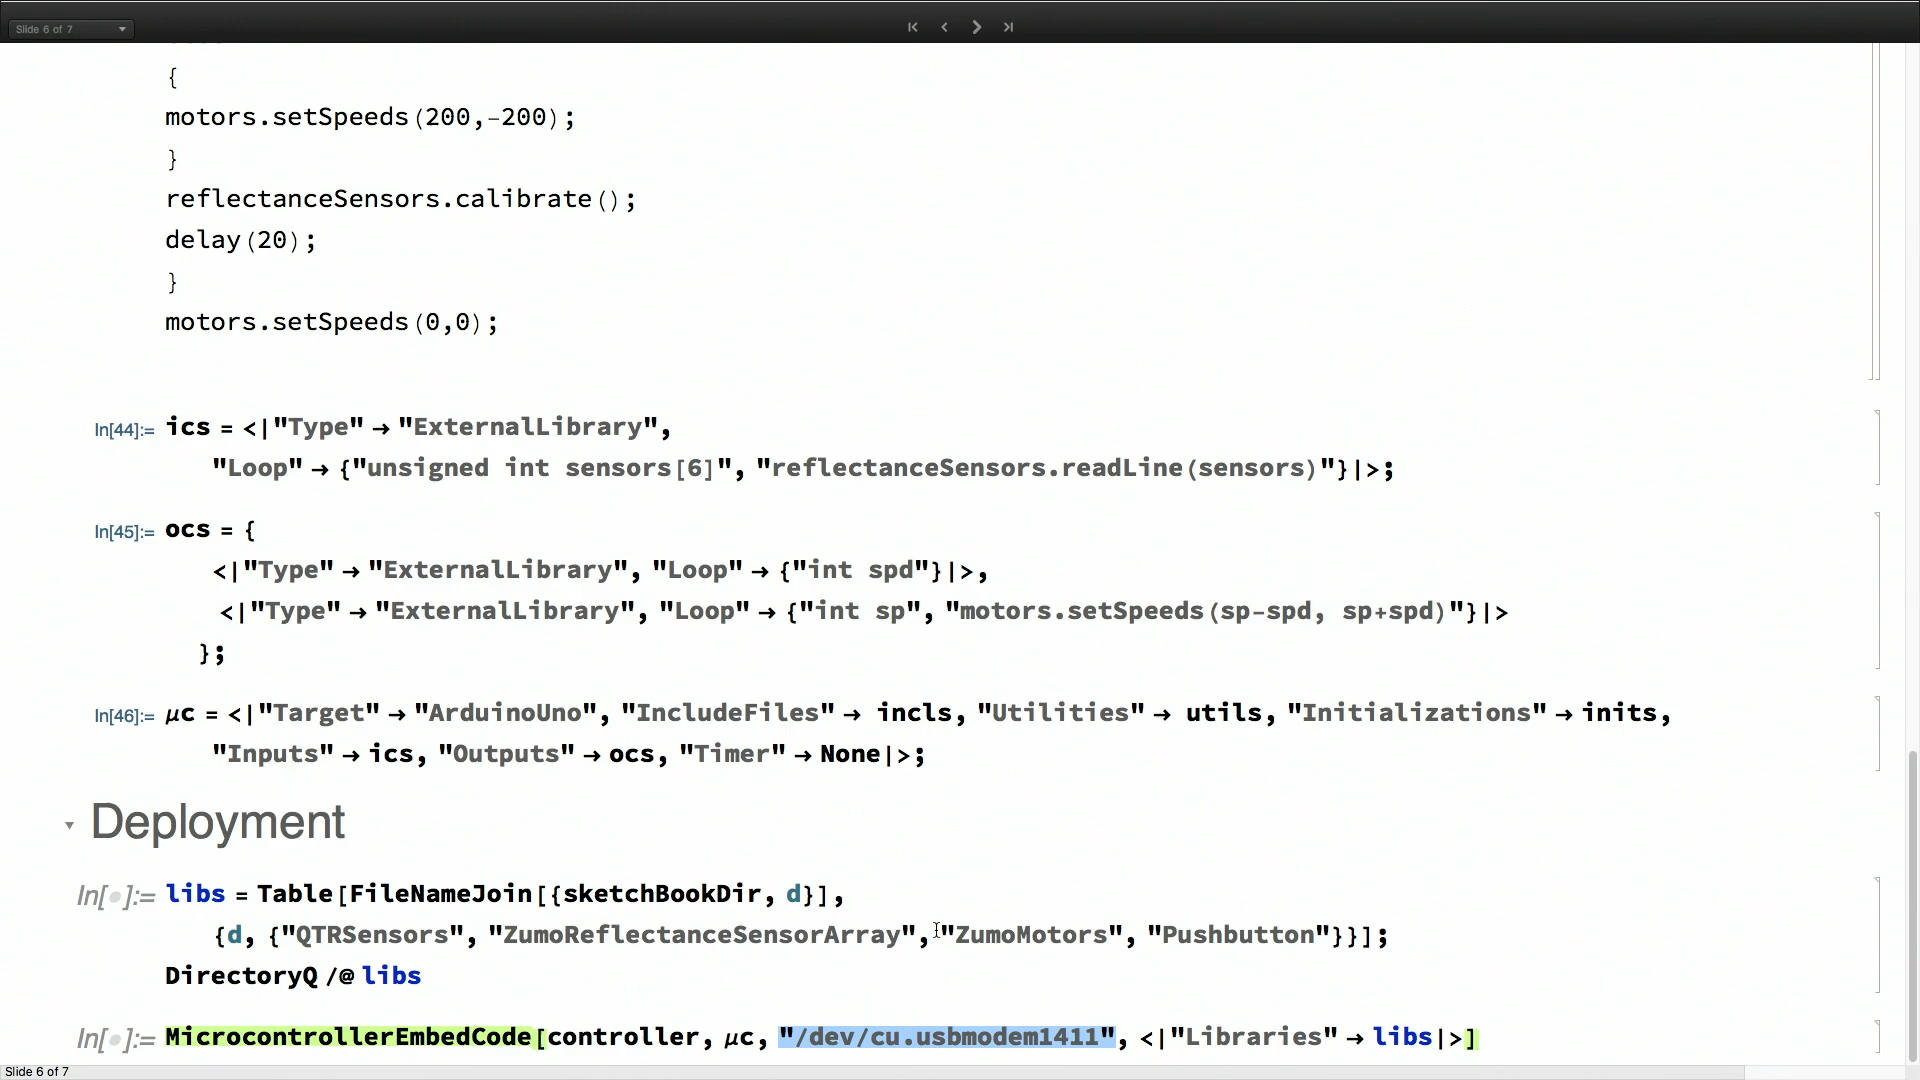 Slide 6 of 7
{
motors.setSpeeds(200,-200);
}
reflectanceSensors.calibrate();
delay(20);
}
motors.setSpeeds(0,0);
In[44]:= ics = <|"Type" → "ExternalLibrary",
"Loop" → {"unsigned int sensors[6]", "reflectanceSensors.readLine(sensors)"}|>;
In[45]:= ocs = {
<|"Type" → "ExternalLibrary", "Loop" → {"int spd"}|>,
<|"Type" → "ExternalLibrary", "Loop" → {"int sp", "motors.setSpeeds(sp-spd, sp+spd)"}|>
};
In[46]:= μc = <|"Target" → "ArduinoUno", "IncludeFiles" → incls, "Utilities" → utils, "Initializations" → inits,
"Inputs" → ics, "Outputs" → ocs, "Timer" → None|>;
Deployment
In[•]:= libs = Table[FileNameJoin[{sketchBookDir, d}],
{d, {"QTRSensors", "ZumoReflectanceSensorArray", "ZumoMotors", "Pushbutton"}}];
DirectoryQ /@ libs
In[•]:= MicrocontrollerEmbedCode[controller, μc, "/dev/cu.usbmodem1411", <|"Libraries" → libs|>]
Slide 6 of 7